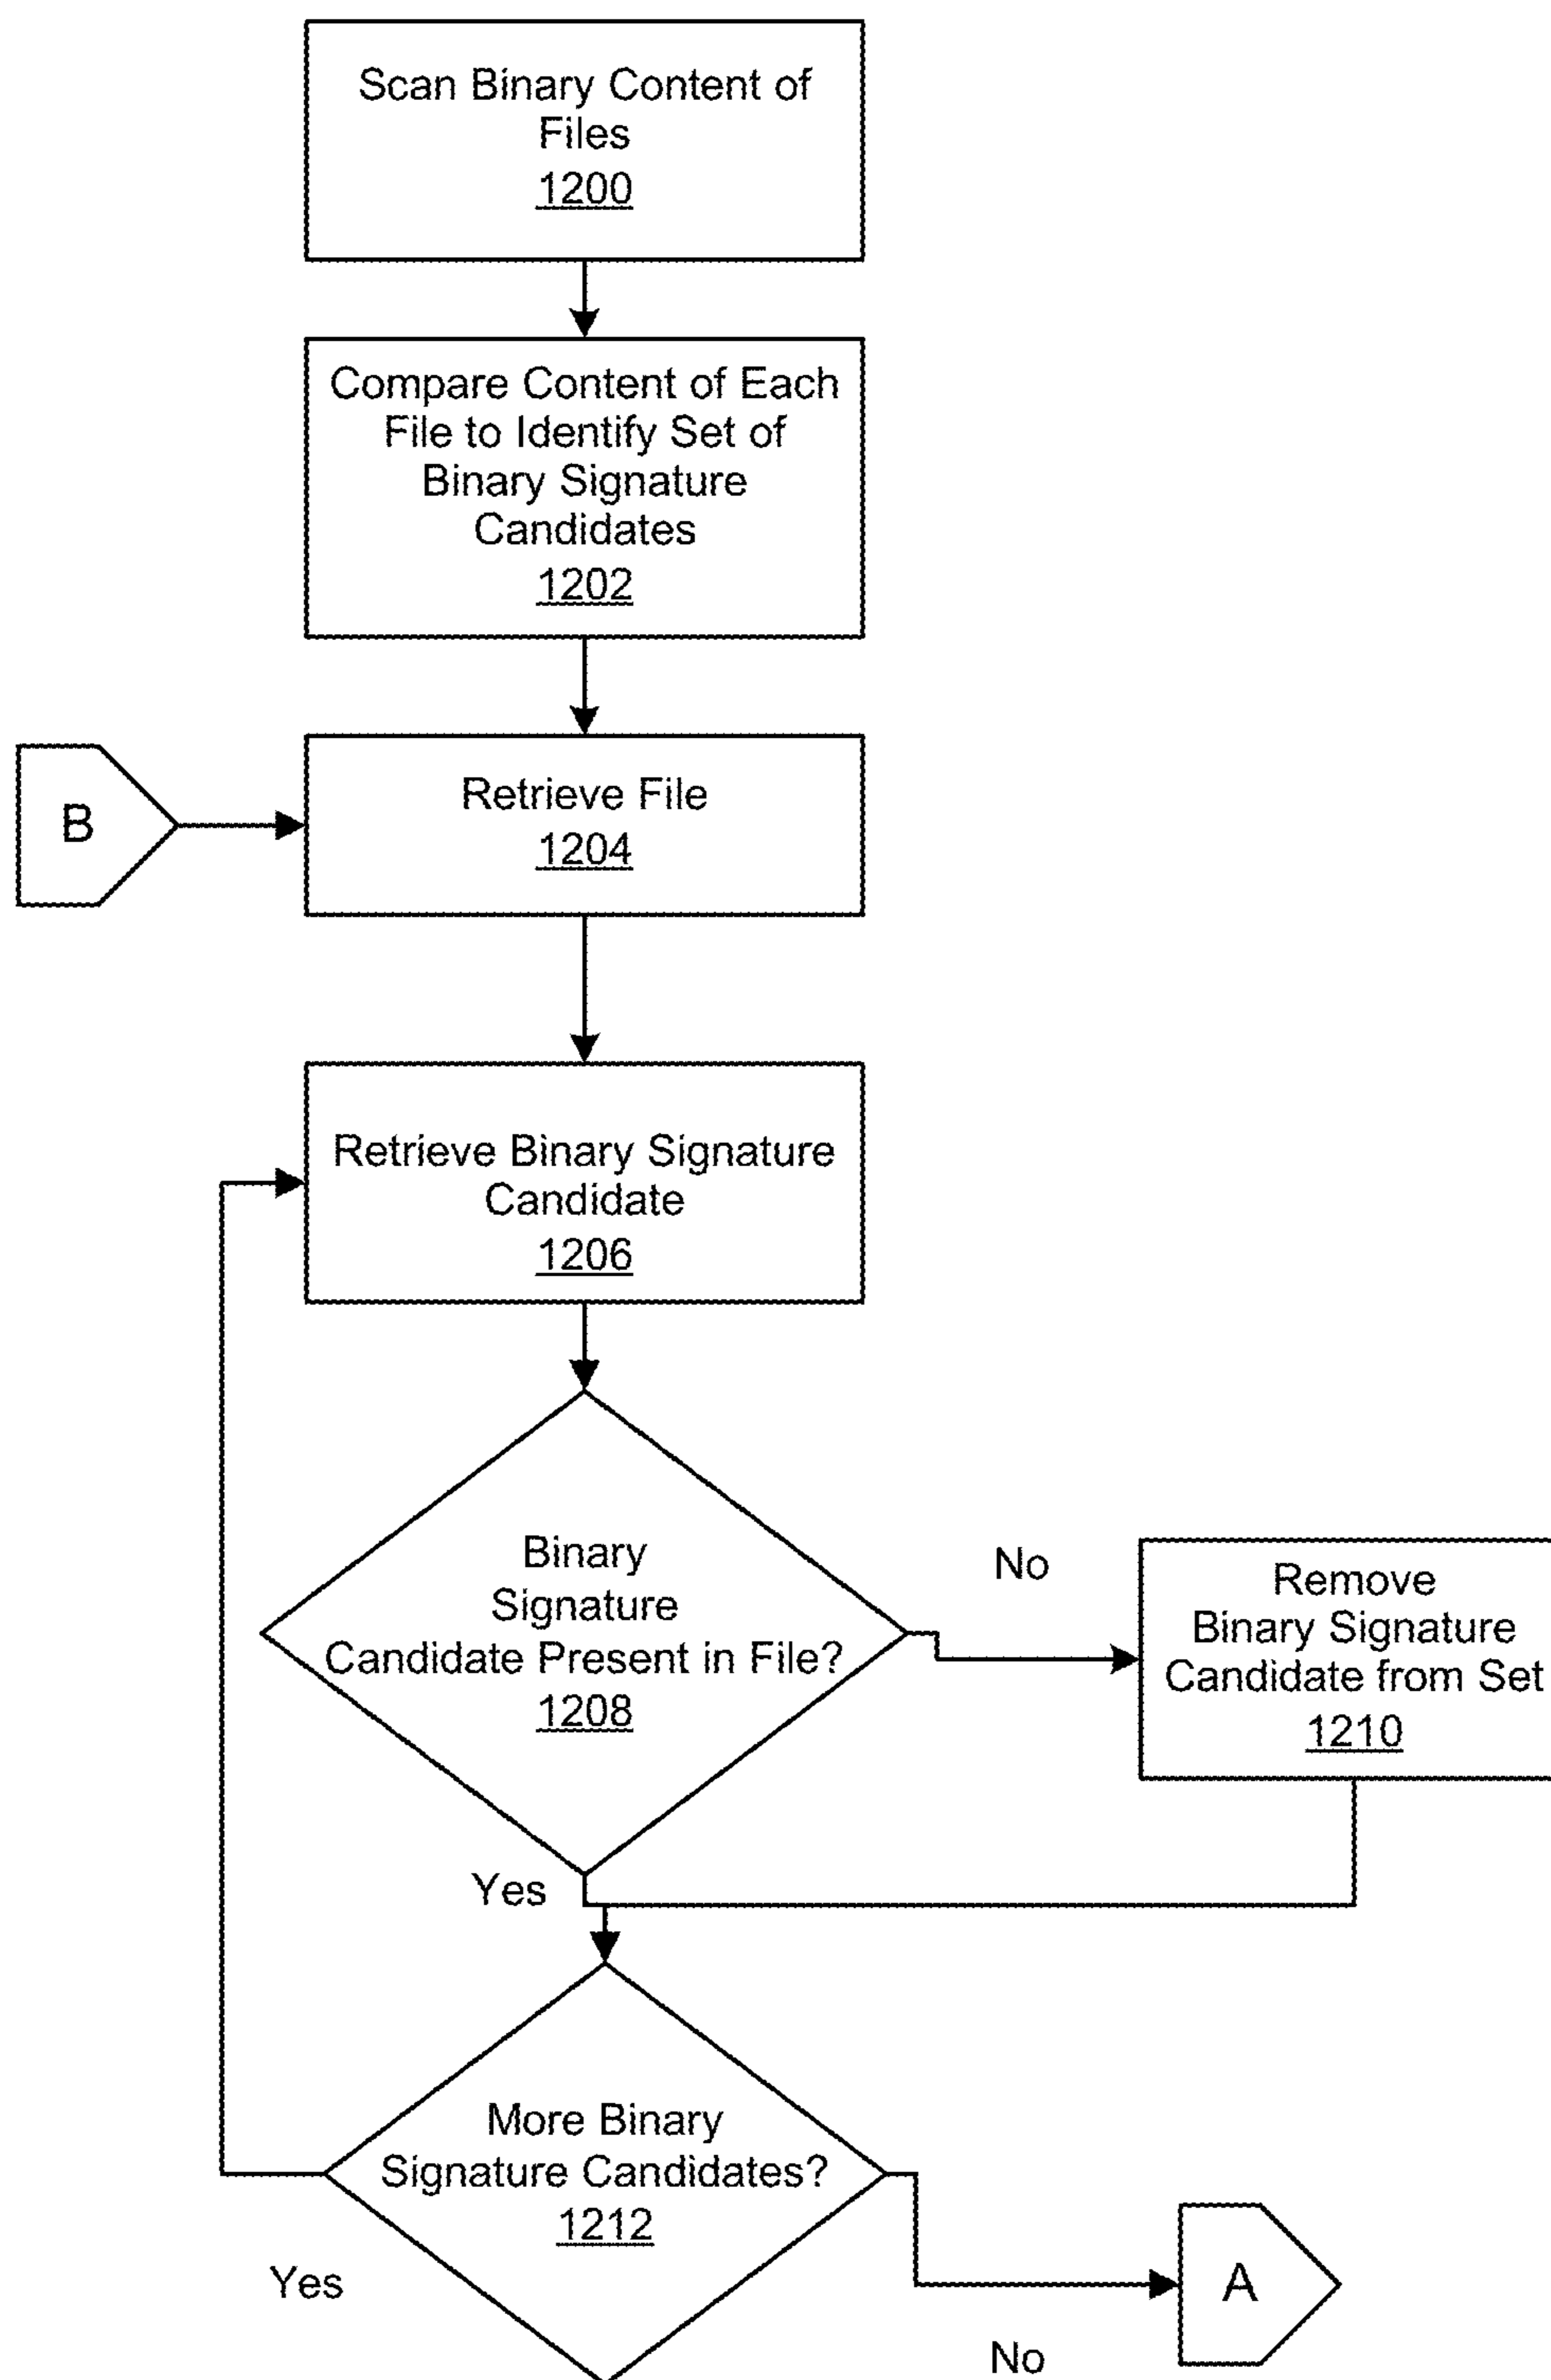 Scan Binary Content of
Files
1200
Compare Content of Each
File to Identify Set of
Binary Signature
Candidates
1202
B
Retrieve File
1204
Retrieve Binary Signature
Candidate
1206
Binary
Signature
Candidate Present in File?
1208
No
Remove
Binary Signature
Candidate from Set
1210
Yes
More Binary
Signature Candidates?
1212
Yes
A
No